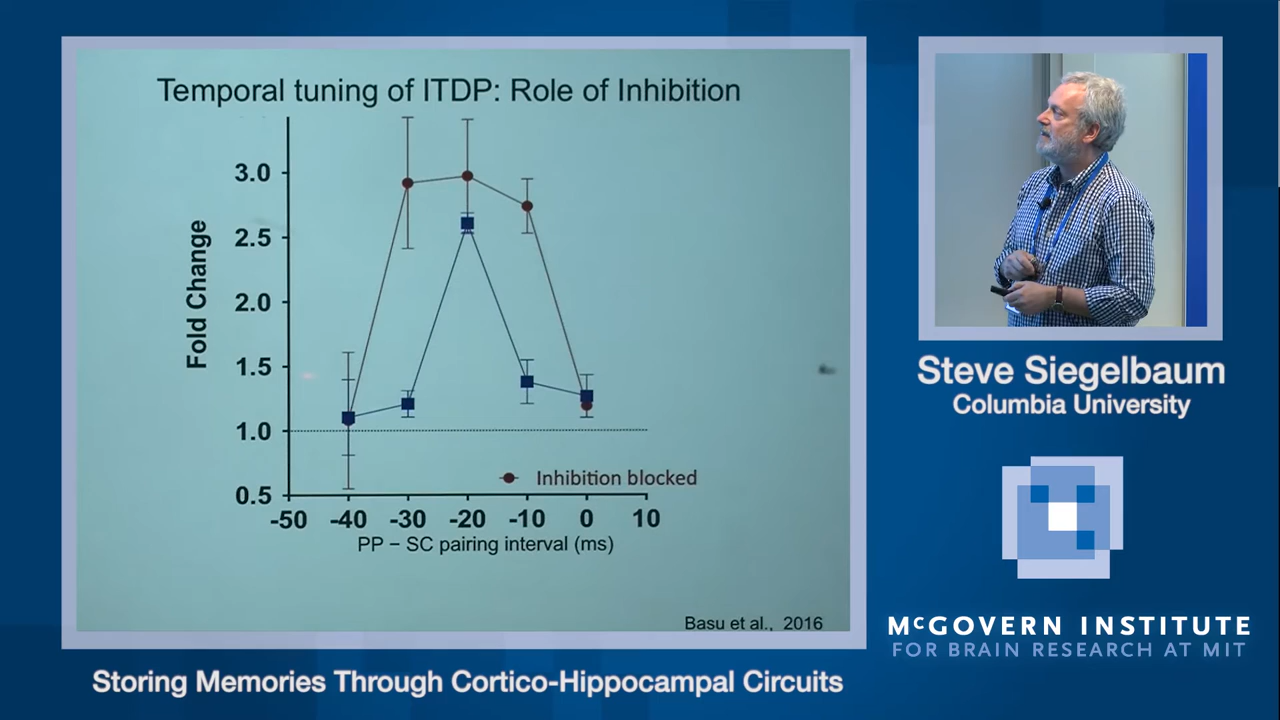 Temporal tuning of ITDP: Role of Inhibition
Fold Change
3.0
2.5
2.0
1.5
1.0
0.5
-50 -40 -30 -20 -10 0 10
PP – SC pairing interval (ms)
Inhibition blocked
Basu et al., 2016
Storing Memories Through Cortico-Hippocampal Circuits
Steve Siegelbaum
Columbia University
McGOVERN INSTITUTE
FOR BRAIN RESEARCH AT MIT